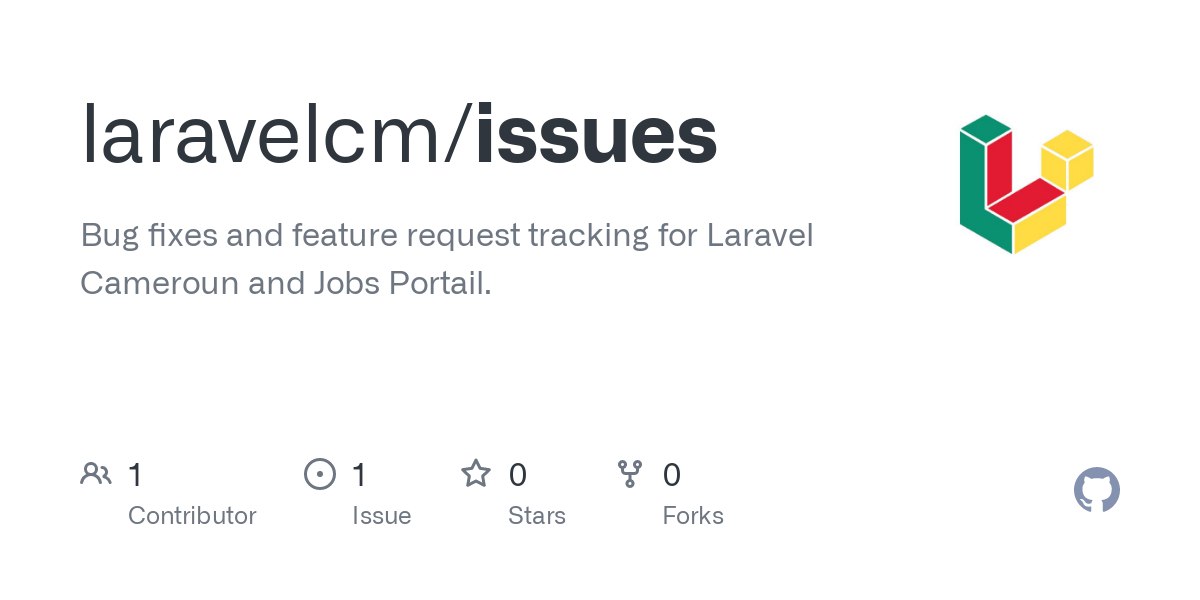 laravelcm/issues
Bug fixes and feature request tracking for Laravel
Cameroun and Jobs Portail.
1 1 0 0
Contributor Issue Stars Forks